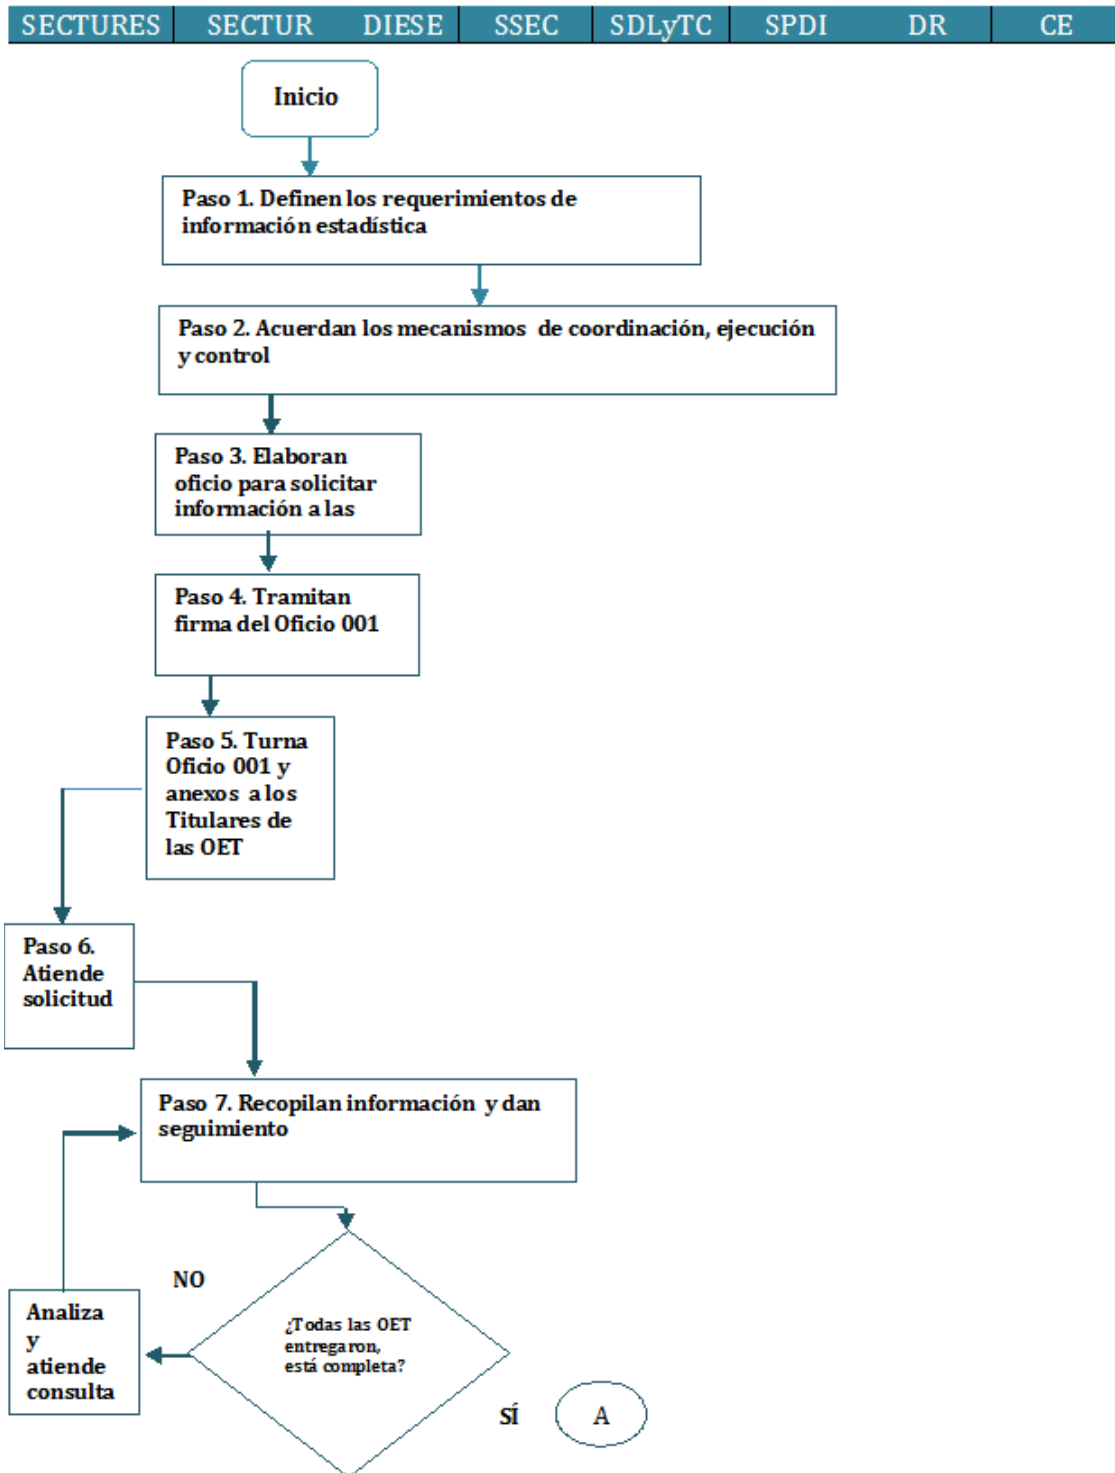 SECTURES SECTUR DIESE SSEC SDLyTC SPDI DR CE
Inicio
Paso 1. Definen los requerimientos de
información estadística
Paso 2. Acuerdan los mecanismos de coordinación, ejecución
y control
Paso 3. Elaboran
oficio para solicitar
información a las
Paso 4. Tramitan
firma del Oficio 001
Paso 5. Turna
Oficio 001 y
anexos a los
Titulares de
las OET
Paso 6.
Atiende
solicitud
Paso 7. Recopilan información y dan
seguimiento
NO
Analiza
y
atiende
consulta
¿Todas las OET
entregaron,
está completa?
SÍ
A